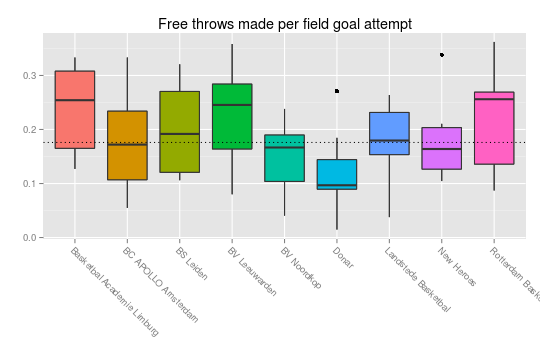 Free throws made per field goal attempt
0.3
0.2
0.1
0.0
Basketbal Academie Limburg
BC APOLLO Amsterdam
BS Leiden
BV Leeuwarden
BV Noordkop
Donar
Landstede Basketbal
New Heroes
Rotterdam Bask